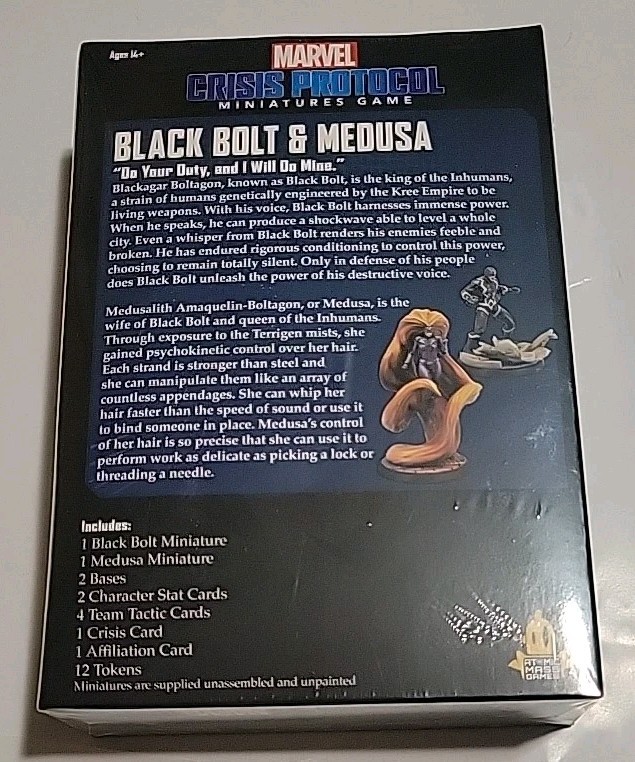 Ages 14+
MARVEL
CRISIS PROTOCOL
MINIATURES GAME
BLACK BOLT & MEDUSA
"Do Your Duty, and I Will Do Mine."
Blackagar Boltagon, known as Black Bolt, is the king of the Inhumans,
a strain of humans genetically engineered by the Kree Empire to be
living weapons. With his voice, Black Bolt harnesses immense power.
When he speaks, he can produce a shockwave able to level a whole
city. Even a whisper from Black Bolt renders his enemies feeble and
broken. He has endured rigorous conditioning to control this power,
choosing to remain totally silent. Only in defense of his people
does Black Bolt unleash the power of his destructive voice.
Medusalith Amaquelin-Boltagon, or Medusa, is the
wife of Black Bolt and queen of the Inhumans.
Through exposure to the Terrigen mists, she
gained psychokinetic control over her hair.
Each strand is stronger than steel and
she can manipulate them like an array of
countless appendages. She can whip her
hair faster than the speed of sound or use it
to bind someone in place. Medusa's control
of her hair is so precise that she can use it to
perform work as delicate as picking a lock or
threading a needle.
Includes:
1 Black Bolt Miniature
1 Medusa Miniature
2 Bases
2 Character Stat Cards
4 Team Tactic Cards
1 Crisis Card
1 Affiliation Card
12 Tokens
Miniatures are supplied unassembled and unpainted
ATOMIC
MASS
GAMES